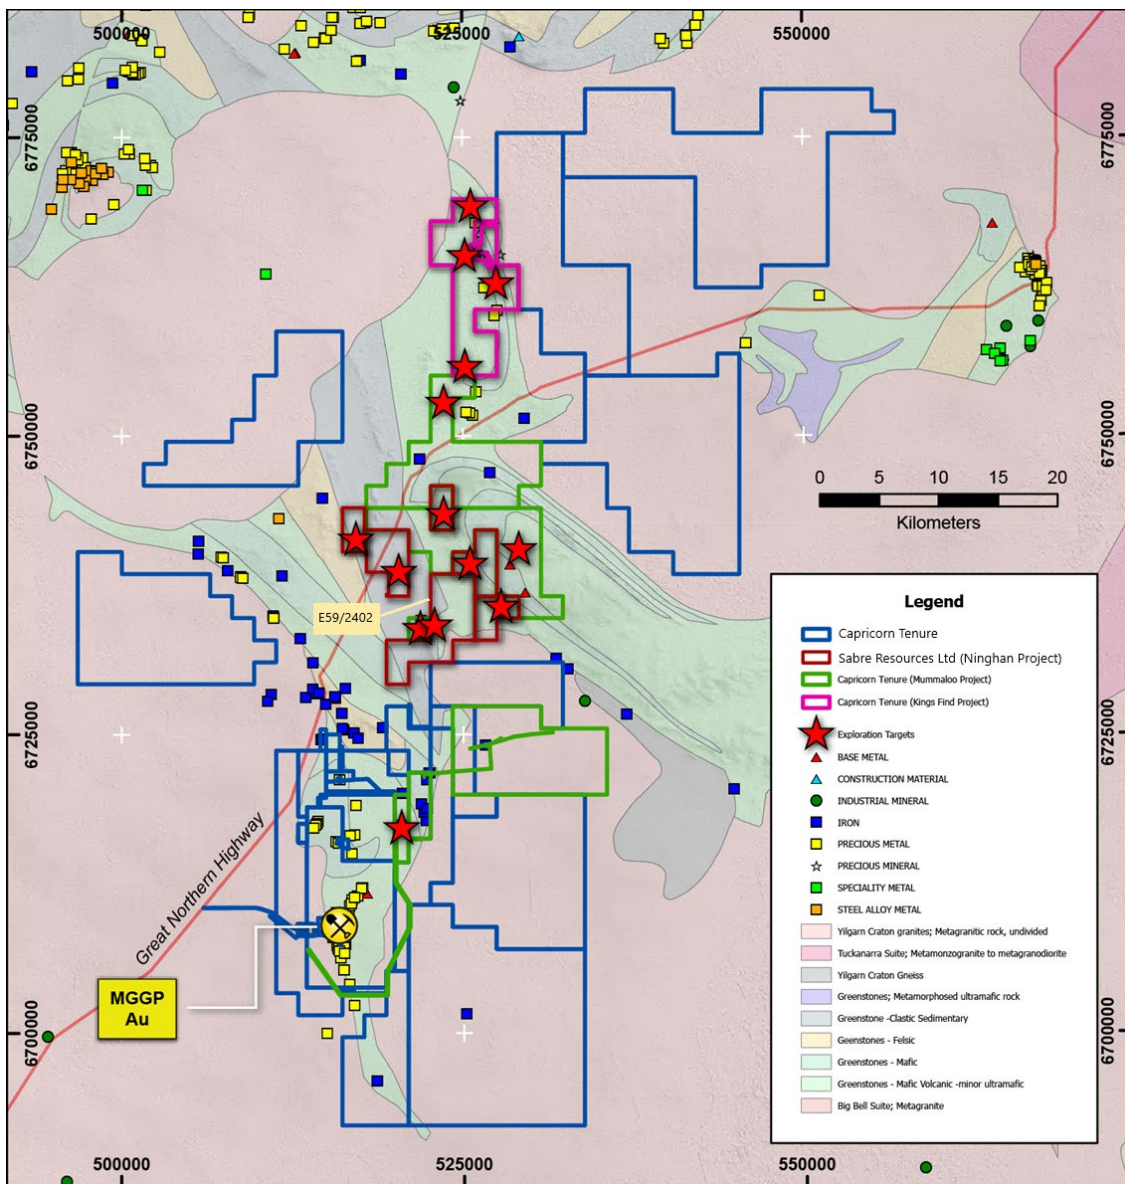 500000
525000
550000
6775000
6775000
6750000
6750000
0 5 10 15 20
Kilometers
E59/2402
Legend
Capricorn Tenure
Sabre Resources Ltd (Ninghan Project)
Capricorn Tenure (Mummaloo Project)
Capricorn Tenure (Kings Find Project)
Exploration Targets
BASE METAL
CONSTRUCTION MATERIAL
INDUSTRIAL MINERAL
IRON
PRECIOUS METAL
PRECIOUS MINERAL
SPECIALITY METAL
STEEL ALLOY METAL
Yilgarn Craton granites; Metagranitic rock, undivided
Tuckanarra Suite; Metamonzogranite to metagranodiorite
Yilgarn Craton Gneiss
Greenstones; Metamorphosed ultramafic rock
Greenstone -Clastic Sedimentary
Geenstones - Felsic
Greenstones - Mafic
Greenstones - Mafic Volcanic -minor ultramafic
Big Bell Suite; Metagranite
6725000
6725000
Great Northern Highway
MGGP
Au
6700000
6700000
500000
525000
550000